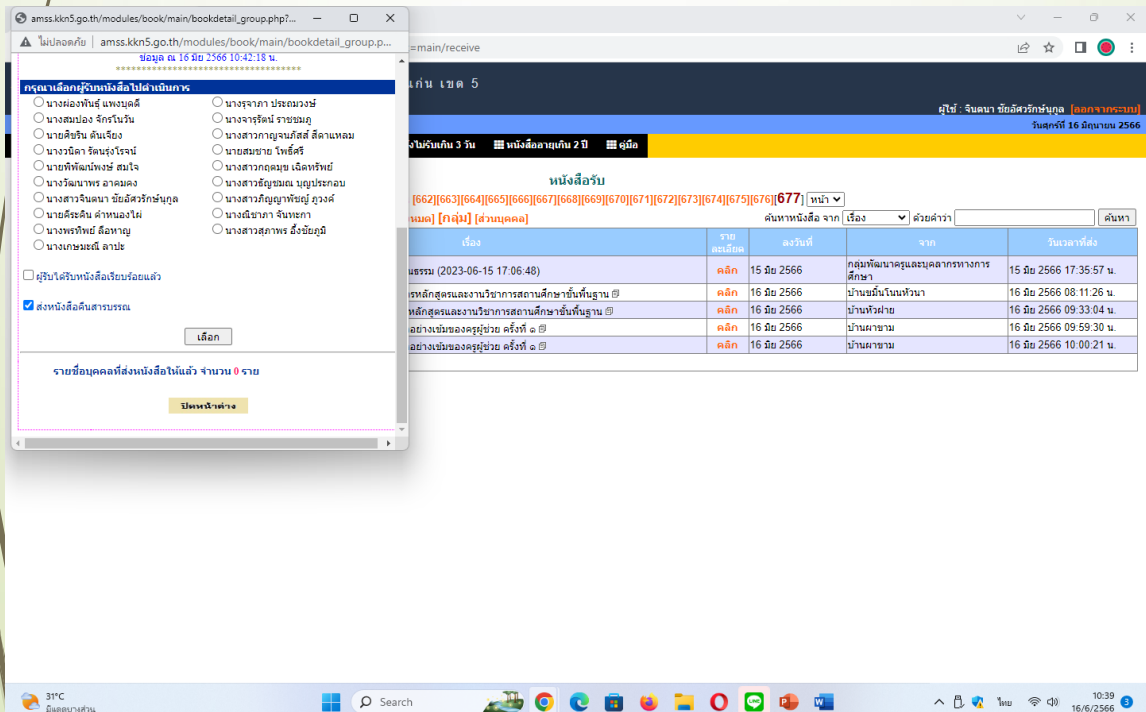 amss.kkn5.go.th/modules/book/main/bookdetail_group.php?...
ไม่ปลอดภัย | amss.kkn5.go.th/modules/book/main/bookdetail_group.p...
=main/receive
ข้อมูล ณ 16 มิย 2566 10:42:18 น.
************************************
กรุณาเลือกผู้รับหนังสือไปดำเนินการ
นางผ่องพันธุ์ แพงบุดดี นางรุจาภา ประถมวงษ์
นางสมปอง จักรโนวัน นางจารุรัตน์ ราชชมภู
นายศิขริน ดันเจียง นางสาวกาญจนภัสส์ สีดาแหลม
นางวนิดา รัตนรุ่งโรจน์ นายสมชาย โพธิ์ศรี
นายพิพัฒน์พงษ์ สมใจ นางสาวกฤตมุข เฉิดทรัพย์
นางวัฒนาพร อาคมคง นางสาวธัญชมณ บุญประกอบ
นางสาวจินตนา ชัยอัศวรักษ์นุกูล นางสาวภิญญาพัชญ์ ภูวงค์
นายคีระคิน คำหนองไผ่ นางณิชาภา จันทะกา
นางพรทิพย์ ลือหาญ นางสาวสุภาพร อึ้งชัยภูมิ
นางเกษมะณี ลาปะ
ผู้รับได้รับหนังสือเรียบร้อยแล้ว
ส่งหนังสือคืนสารบรรณ
เลือก
รายชื่อบุคคลที่ส่งหนังสือให้แล้ว จำนวน 0 ราย
ปิดหน้าต่าง
แก่น เขต 5
ผู้ใช้ : จินตนา ชัยอัศวรักษ์นุกูล [ออกจากระบบ]
วันศุกร์ที่ 16 มิถุนายน 2566
งไม่รับเกิน 3 วัน หนังสืออายุเกิน 2 ปี คู่มือ
หนังสือรับ
[662][663][664][665][666][667][668][669][670][671][672][673][674][675][676][677] หน้า
[กลุ่ม] [ส่วนบุคคล] ค้นหาหนังสือ จาก เรื่อง ด้วยคำว่า ค้นหา
เรื่อง รายละเอียด ลงวันที่ จาก วันเวลาที่ส่ง
นธรรม (2023-06-15 17:06:48) คลิก 15 มิย 2566 กลุ่มพัฒนาครูและบุคลากรทางการศึกษา 15 มิย 2566 17:35:57 น.
รหลักสูตรและงานวิชาการสถานศึกษาขั้นพื้นฐาน คลิก 16 มิย 2566 บ้านขมิ้นโนนหัวนา 16 มิย 2566 08:11:26 น.
หลักสูตรและงานวิชาการสถานศึกษาขั้นพื้นฐาน คลิก 16 มิย 2566 บ้านหัวฝาย 16 มิย 2566 09:33:04 น.
อย่างเข้มของครูผู้ช่วย ครั้งที่ ๑ คลิก 16 มิย 2566 บ้านผาขาม 16 มิย 2566 09:59:30 น.
อย่างเข้มของครูผู้ช่วย ครั้งที่ ๑ คลิก 16 มิย 2566 บ้านผาขาม 16 มิย 2566 10:00:21 น.
31°C
มีแดดบางส่วน
Search
ไทย
10:39
16/6/2566
3